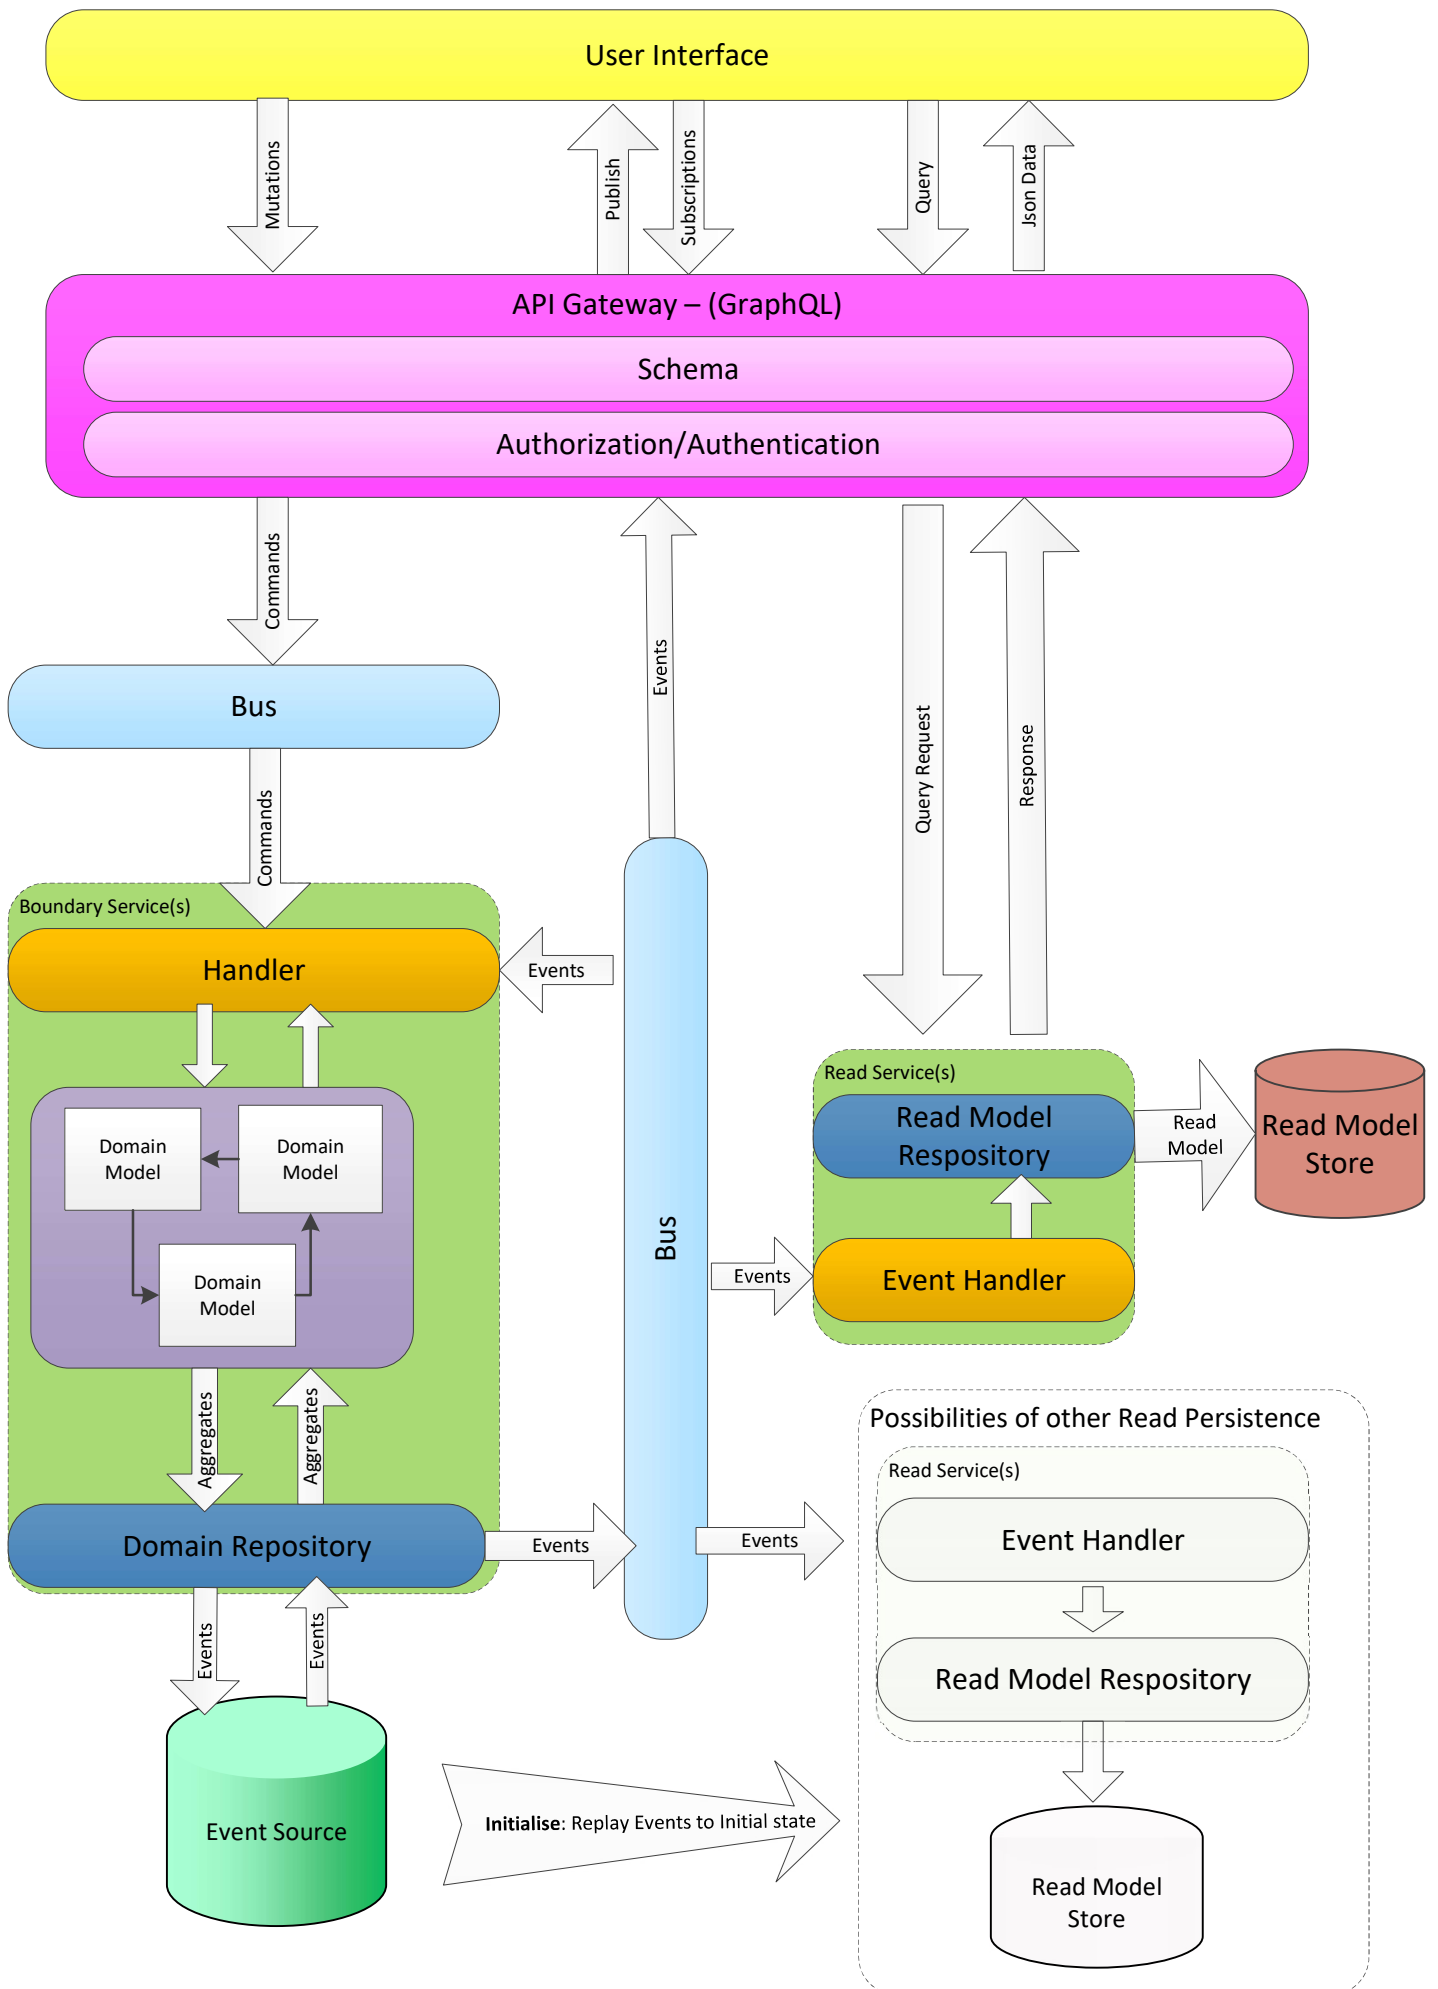 User Interface
Mutations
Publish
Subscriptions
Query
Json Data
API Gateway – (GraphQL)
Schema
Authorization/Authentication
Commands
Events
Query Request
Response
Bus
Commands
Boundary Service(s)
Handler
Events
Domain
Model
Domain
Model
Domain
Model
Aggregates
Aggregates
Domain Repository
Events
Events
Events
Event Source
Bus
Read Service(s)
Read Model
Respository
Read
Model
Read Model
Store
Events
Event Handler
Possibilities of other Read Persistence
Read Service(s)
Events
Event Handler
Read Model Respository
Initialise: Replay Events to Initial state
Read Model
Store